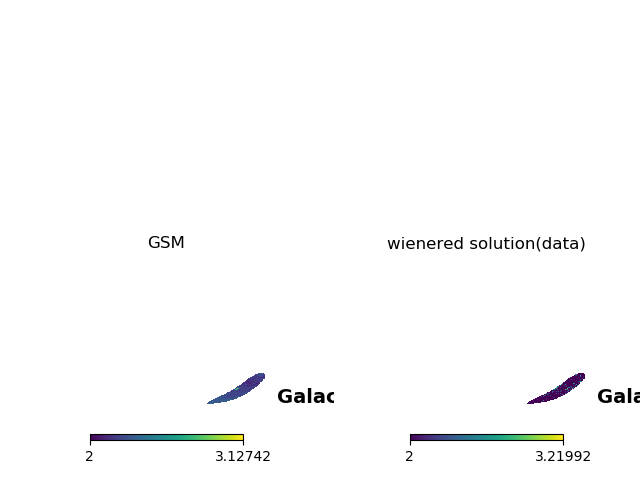 GSM
wienered solution(data)
Galac
Gala
2
3.12742
2
3.21992